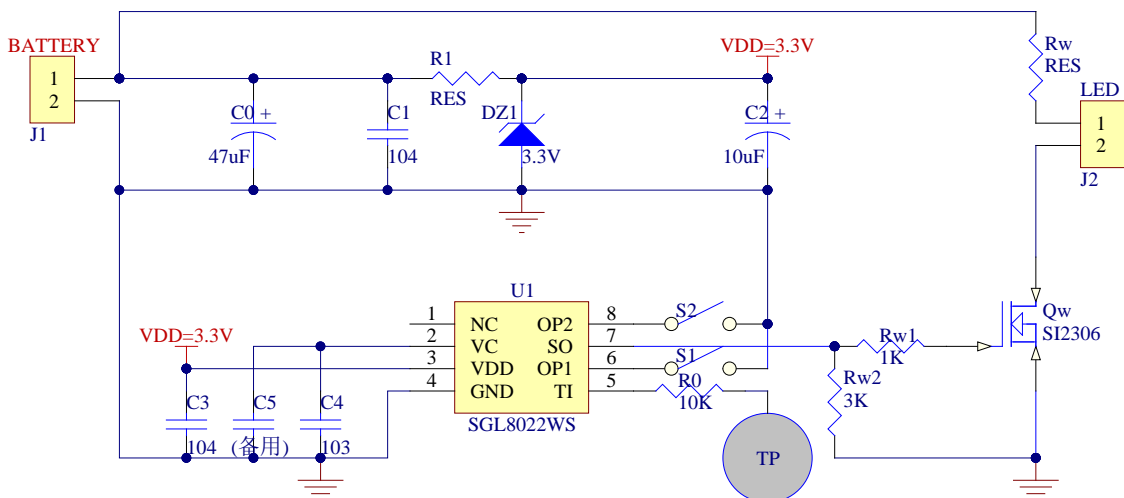 BATTERY
1
2
J1
C0 +
47uF
C1
104
R1
RES
DZ1
3.3V
VDD=3.3V
C2 +
10uF
Rw
RES
LED
1
2
J2
U1
1
2
3
4
NC
VC
VDD
GND
OP2
SO
OP1
TI
8
7
6
5
SGL8022WS
S2
S1
R0
10K
TP
VDD=3.3V
C3
104
C5
(备用)
C4
103
Rw1
1K
Rw2
3K
Qw
SI2306